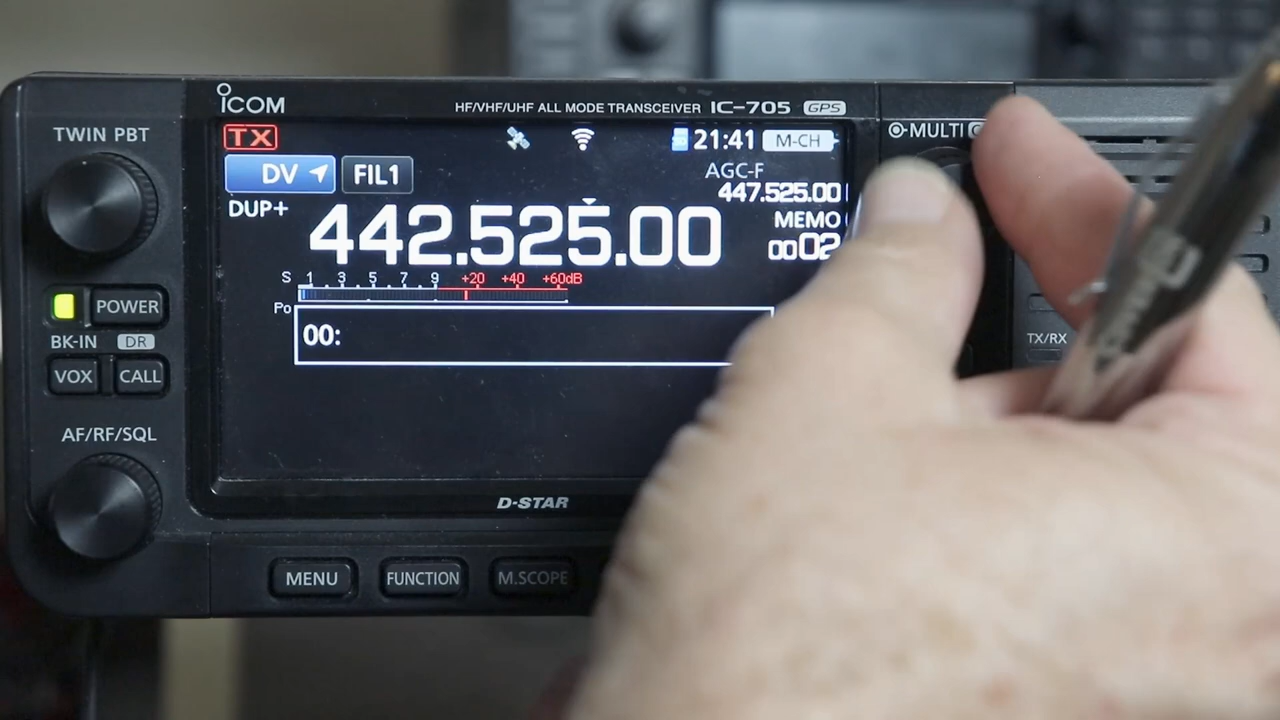 ICOM
HF/VHF/UHF ALL MODE TRANSCEIVER IC-705 GPS
TWIN PBT
TX 21:41 M-CH
MULTI
DV FIL1 AGC-F
447.525.00
DUP+ 442.525.00 MEMO
0002
S 1 3 5 7 9 +20 +40 +60dB
Po
POWER
00:
BK-IN DR
TX/RX
VOX CALL
AF/RF/SQL
D-STAR
MENU FUNCTION M.SCOPE